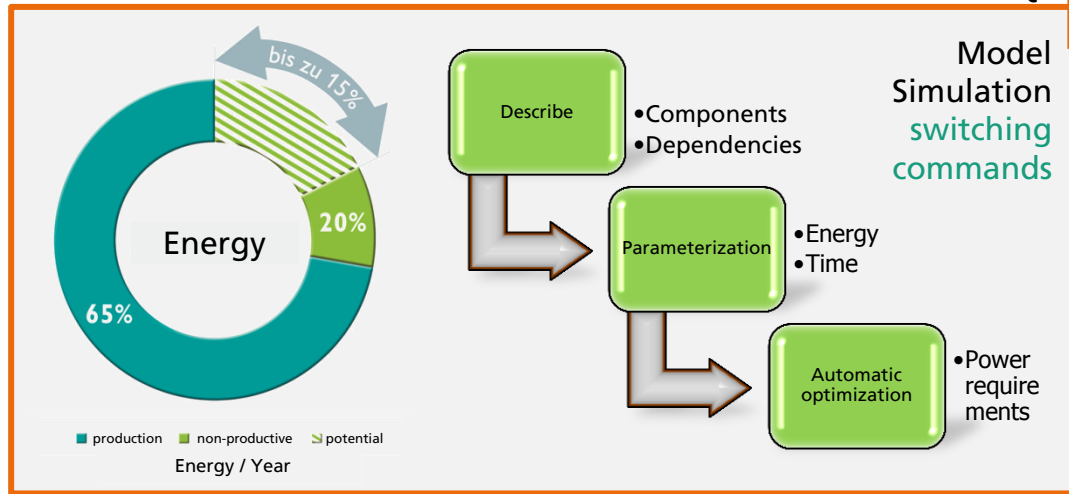 bis zu 15%
20%
Energy
65%
production
non-productive
potential
Energy / Year
Describe
•Components
•Dependencies
Parameterization
•Energy
•Time
Automatic
optimization
•Power
require
ments
Model
Simulation
switching
commands